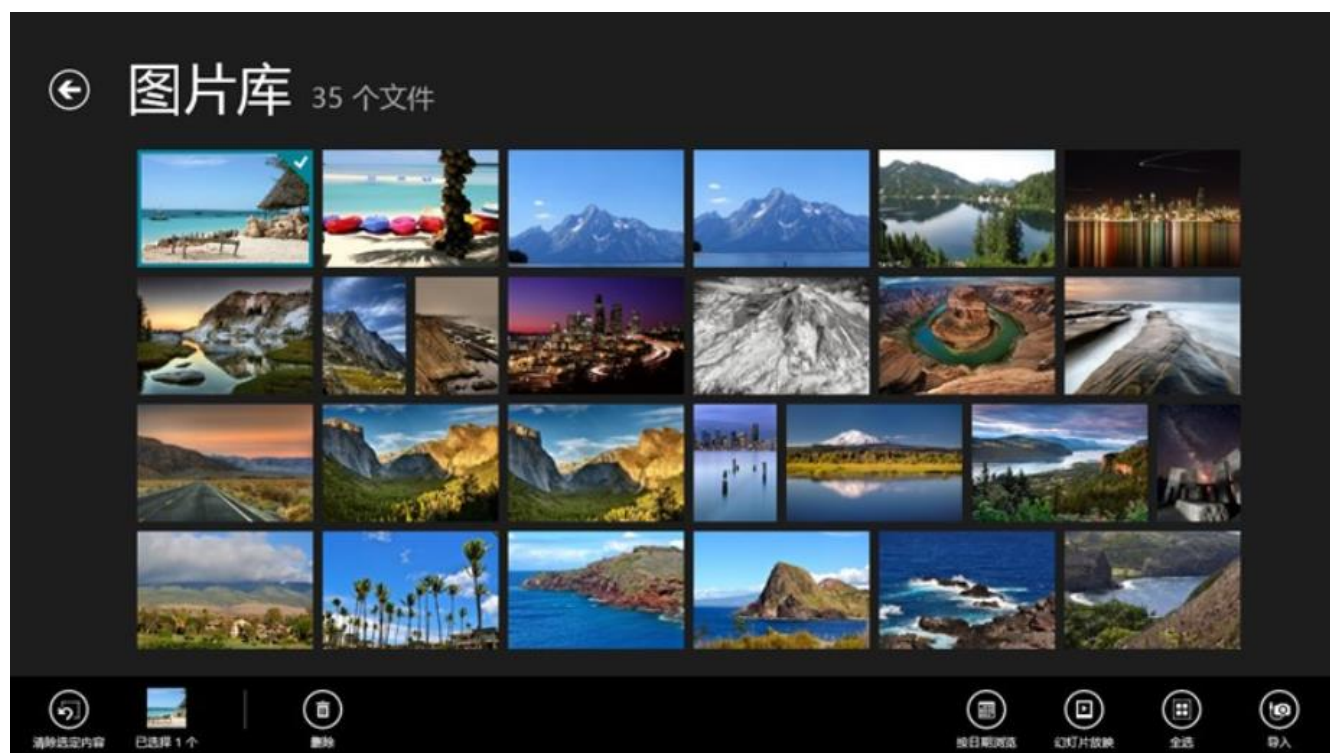 图片库 35 个文件
清除选定内容
已选择 1 个
删除
按日期浏览
幻灯片放映
全选
导入